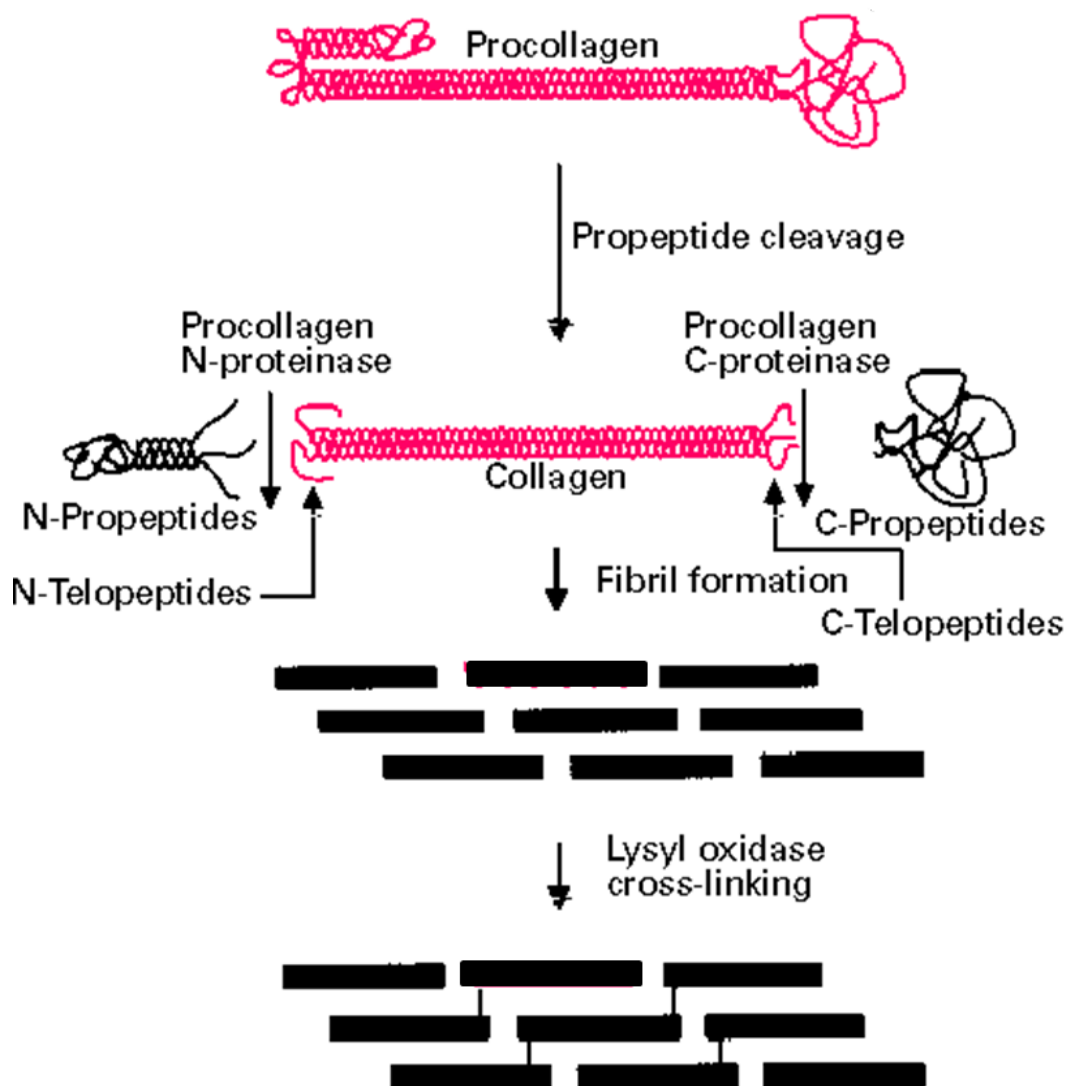 Procollagen
Propeptide cleavage
Procollagen
N-proteinase
Procollagen
C-proteinase
Collagen
N-Propeptides
C-Propeptides
N-Telopeptides
Fibril formation
C-Telopeptides
Lysyl oxidase
cross-linking